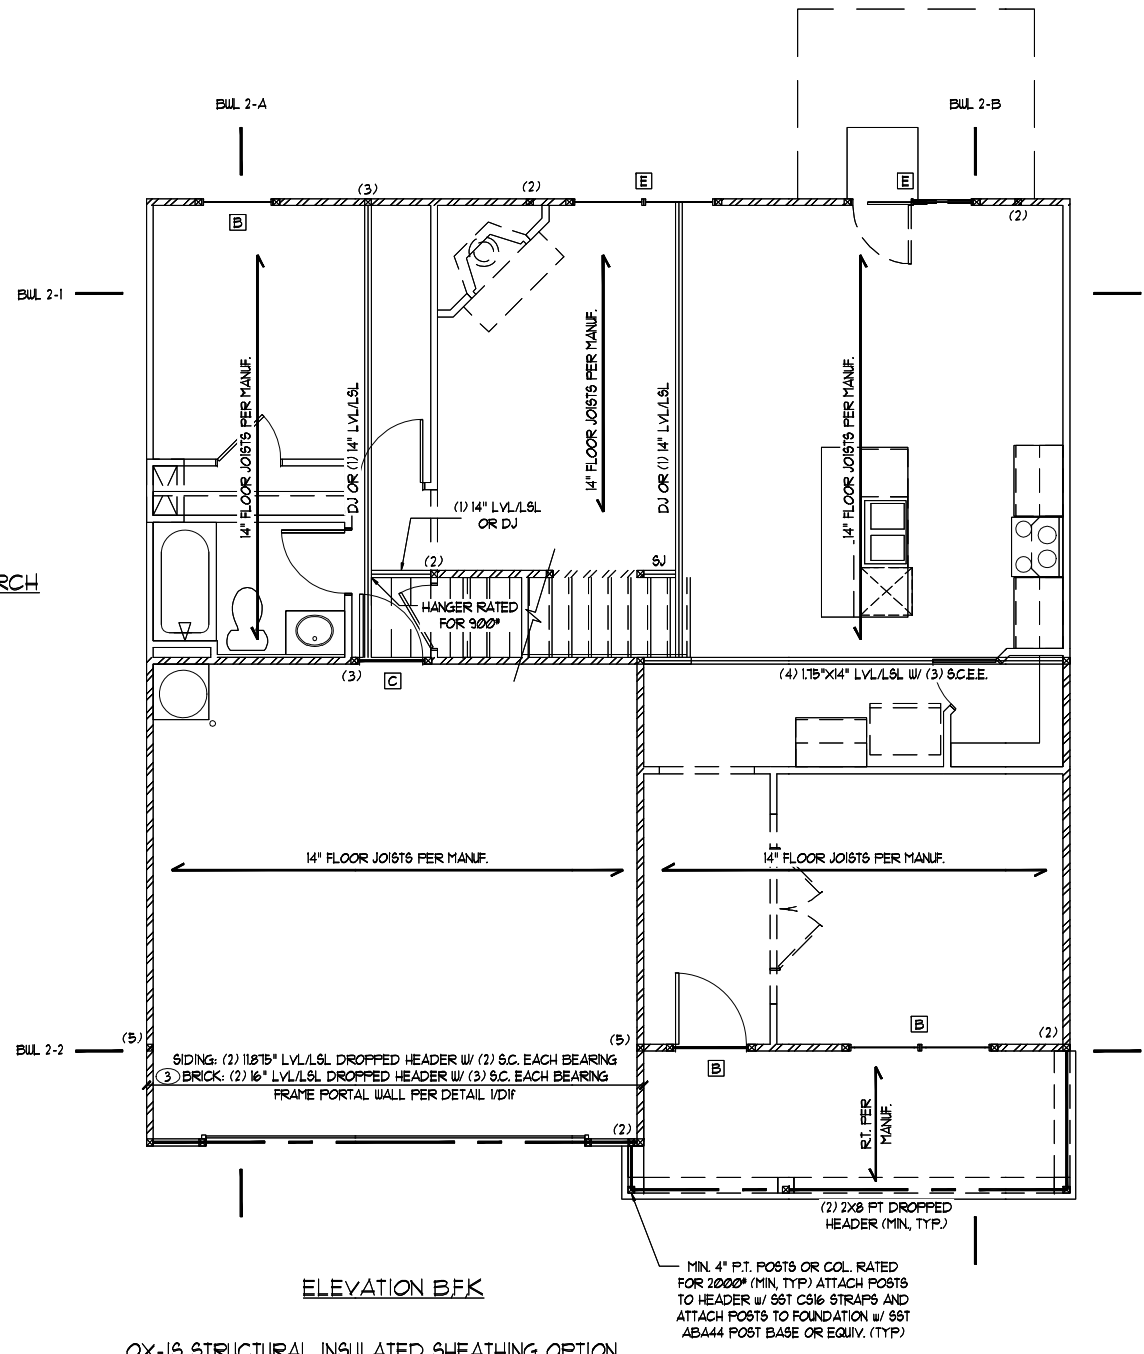 BWL 2-A
BWL 2-B
(3)
(2)
E
E
B
(2)
BWL 2-1
14" FLOOR JOISTS PER MANUF.
DJ OR (1) 14" LVL/LSL
14" FLOOR JOISTS PER MANUF.
DJ OR (1) 14" LVL/LSL
14" FLOOR JOISTS PER MANUF.
(1) 14" LVL/LSL
OR DJ
(2)
SJ
RCH
HANGER RATED
FOR 900#
(3)
C
(4) 1.75"X14" LVL/LSL W/ (3) S.C.E.E.
14" FLOOR JOISTS PER MANUF.
14" FLOOR JOISTS PER MANUF.
BWL 2-2
(5)
(5)
B
(2)
SIDING: (2) 11.875" LVL/LSL DROPPED HEADER W/ (2) S.C. EACH BEARING
3 BRICK: (2) 16" LVL/LSL DROPPED HEADER W/ (3) S.C. EACH BEARING
FRAME PORTAL WALL PER DETAIL 1/D1f
B
R.T. PER
MANUF.
(2)
(2) 2X8 PT DROPPED
HEADER (MIN., TYP.)
MIN. 4" P.T. POSTS OR COL. RATED
FOR 2000# (MIN, TYP) ATTACH POSTS
TO HEADER w/ SST CS16 STRAPS AND
ATTACH POSTS TO FOUNDATION w/ SST
ABA44 POST BASE OR EQUIV. (TYP)
ELEVATION B,F,K
OX-IS STRUCTURAL INSULATED SHEATHING OPTION